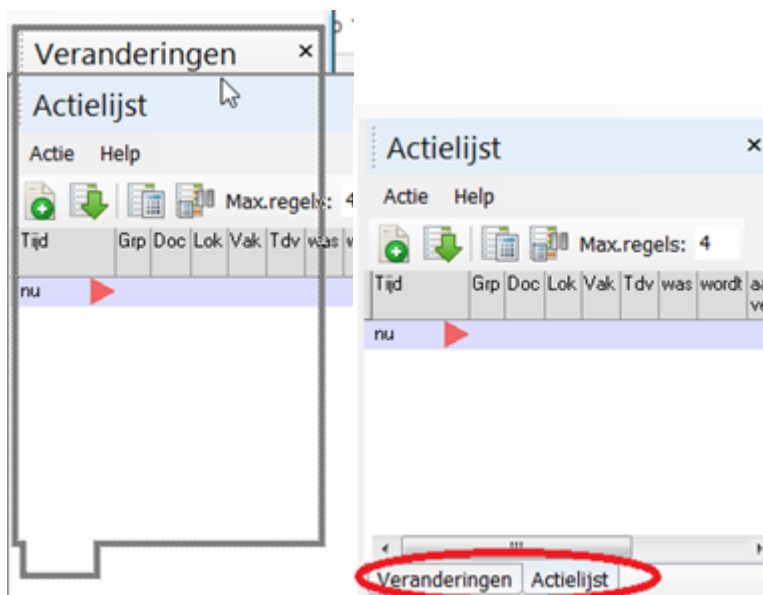 Veranderingen
Actielijst
Actie Help
Max.regels: 4
Tijd Grp Doc Lok Vak Tdv was
nu
Actielijst
Actie Help
Max.regels: 4
Tijd Grp Doc Lok Vak Tdv was wordt
nu
Veranderingen Actielijst